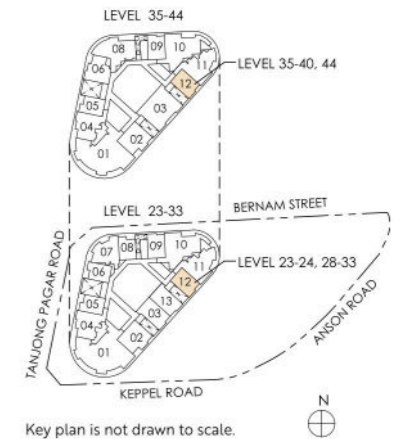 LEVEL 35-44
08 09 10
06 11
LEVEL 35-40, 44
12
05 03
04 02
01
LEVEL 23-33
BERNAM STREET
TANJONG PAGAR ROAD
07 08 09 10
06 11
LEVEL 23-24, 28-33
12
05 13
04 03
02
01
ANSON ROAD
KEPPEL ROAD
N
Key plan is not drawn to scale.